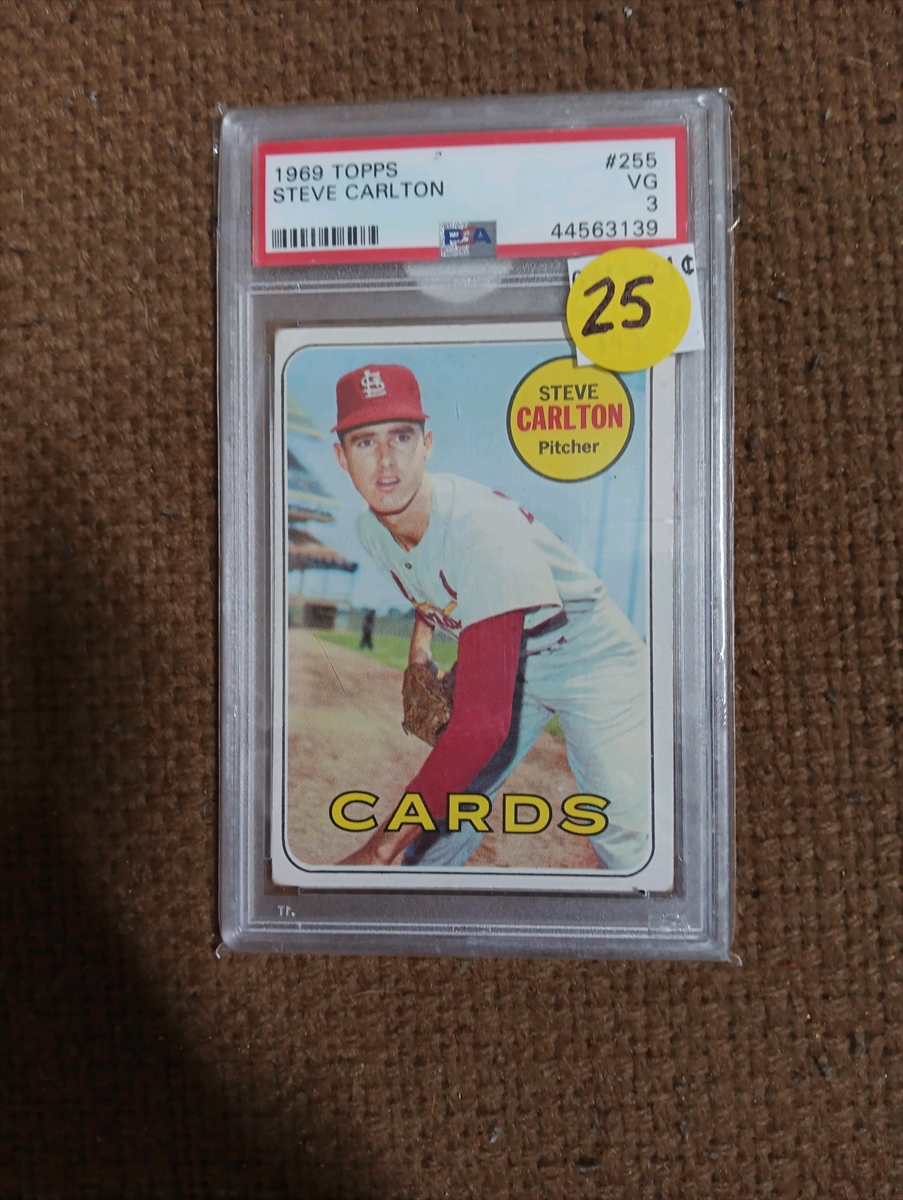 1969 TOPPS #255
STEVE CARLTON VG
3
PSA 44563139
¢
25
STEVE
CARLTON
Pitcher
CARDS